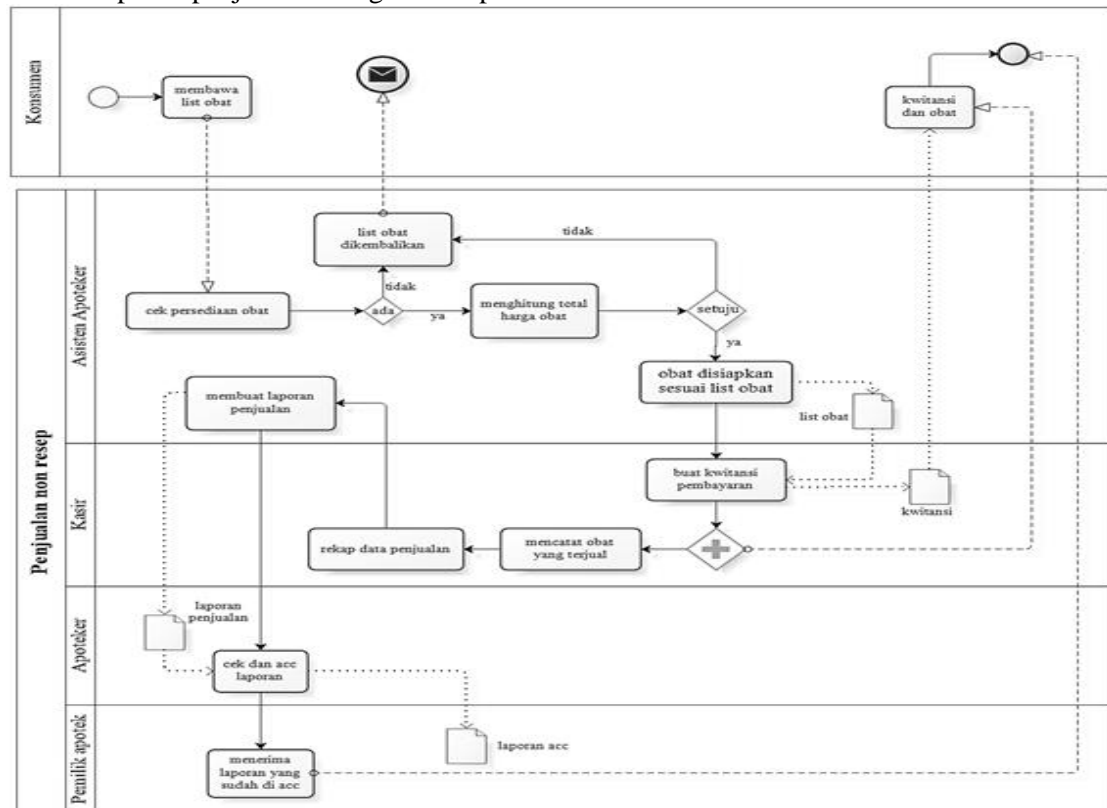 Konsumen
membawa
list obat
kwitansi
dan obat
Penjualan non resep
Asisten Apoteker
list obat
dikembalikan
tidak
tidak
cek persediaan obat
ada
ya
menghitung total
harga obat
setuju
ya
obat disiapkan
sesuai list obat
list obat
membuat laporan
penjualan
Kasir
buat kwitansi
pembayaran
kwitansi
rekap data penjualan
mencatat obat
yang terjual
Apoteker
laporan
penjualan
cek dan acc
laporan
Pemilik apotek
laporan acc
menerima
laporan yang
sudah di acc